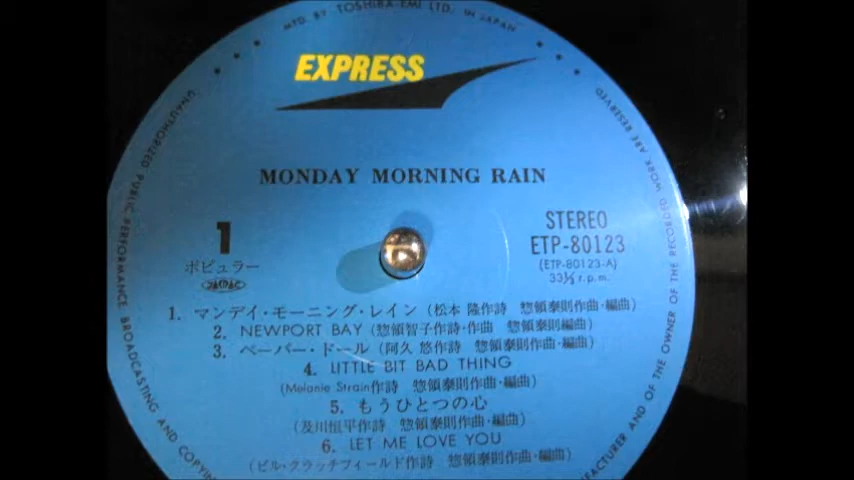 MFD. BY TOSHIBA-EMI LTD. IN JAPAN
EXPRESS
MONDAY MORNING RAIN
1
ポピュラー
STEREO
ETP-80123
(ETP-80123-A)
33⅓ r.p.m.
1. マンデイ・モーニング・レイン (松本 隆作詩 惣領泰則作曲・編曲)
2. NEWPORT BAY (惣領智子作詩・作曲 惣領泰則編曲)
3. ペーパー・ドール (阿久 悠作詩 惣領泰則作曲・編曲)
4. LITTLE BIT BAD THING
(Melanie Strain作詩 惣領泰則作曲・編曲)
5. もうひとつの心
(及川恒平作詩 惣領泰則作曲・編曲)
6. LET ME LOVE YOU
(ビル・クラッチフィールド作詩 惣領泰則作曲・編曲)
UNAUTHORIZED PUBLIC PERFORMANCE BROADCASTING AND COPYIN
FACTURER AND OF THE OWNER OF THE RECORDED WORK ARE RESERVED